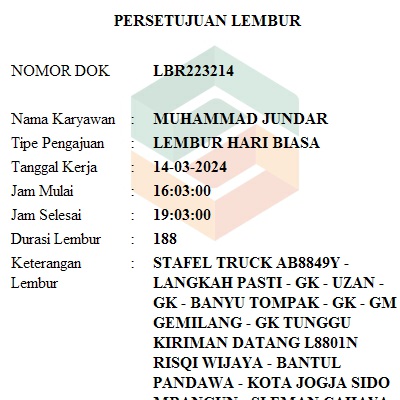 PERSETUJUAN LEMBUR
NOMOR DOK LBR223214
Nama Karyawan : MUHAMMAD JUNDAR
Tipe Pengajuan : LEMBUR HARI BIASA
Tanggal Kerja : 14-03-2024
Jam Mulai : 16:03:00
Jam Selesai : 19:03:00
Durasi Lembur : 188
Keterangan : STAFEL TRUCK AB8849Y -
Lembur LANGKAH PASTI - GK - UZAN -
GK - BANYU TOMPAK - GK - GM
GEMILANG - GK TUNGGU
KIRIMAN DATANG L8801N
RISQI WIJAYA - BANTUL
PANDAWA - KOTA JOGJA SIDO
MBANGUN - SLEMAN CAHAYA